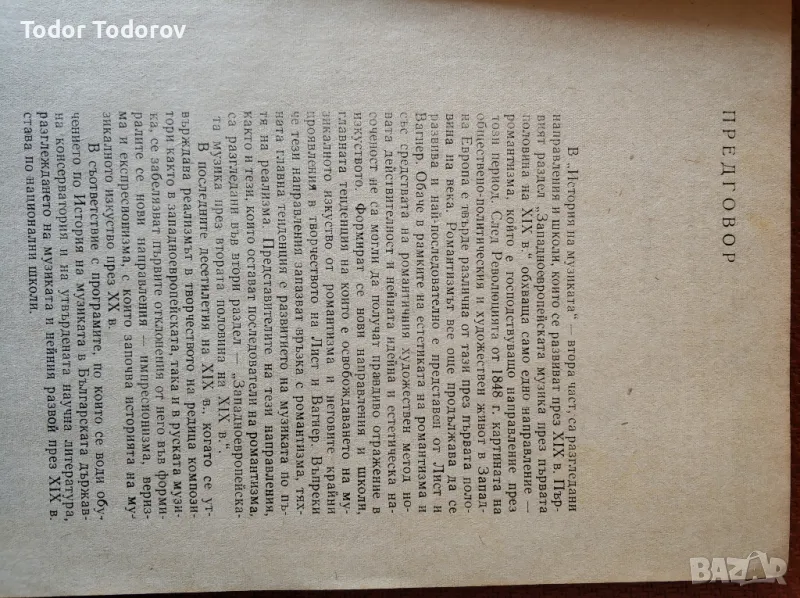 Todor Todorov
ПРЕДГОВОР
В „История на музиката“ — втора част, са разгледани
направления и школи, които се развиват през XIX в. Пър-
вият раздел „Западноевропейската музика през първата
половина на XIX в.“ обхваща само едно направление —
романтизма, който е господствуващо направление през
този период. След Революцията от 1848 г. картината на
обществено-политическия и художествен живот в Запад-
на Европа е твърде различна от тази през първата поло-
вина на века. Романтизмът все още продължава да се
развива и най-последователно е представен от Лист и
Вагнер. Обаче в рамките на естетиката на романтизма и
със средствата на романтичния художествен метод но-
вата действителност и нейната идейна и естетическа на-
соченост не са могли да получат правдиво отражение в
изкуството. Формират се нови направления и школи,
главната тенденция на които е освобождаването на му-
зикалното изкуство от романтизма и неговите крайни
проявления в творчеството на Лист и Вагнер. Въпреки
че тези направления запазват връзка с романтизма, тях-
ната главна тенденция е развитието на музиката по пъ-
тя на реализма. Представителите на тези направления,
както и тези, които остават последователи на романтизма,
са разгледани във втори раздел — „Западноевропейска-
та музика през втората половина на XIX в.“.
В последните десетилетия на XIX в., когато се ут-
върждава реализмът в творчеството на редица компози-
тори както в западноевропейската, така и в руската музи-
ка, се забелязват първите отклонения от него във форми-
ралите се нови направления — импресионизма, вериз-
ма и експресионизма, с които започна историята на му-
зикалното изкуство през XX в.
В съответствие с програмите, по които се води обу-
чението по История на музиката в Българската държав-
на консерватория и на утвърдената научна литература,
разглеждането на музиката и нейния развой през XIX в.
става по национални школи.
BAZAR
bg